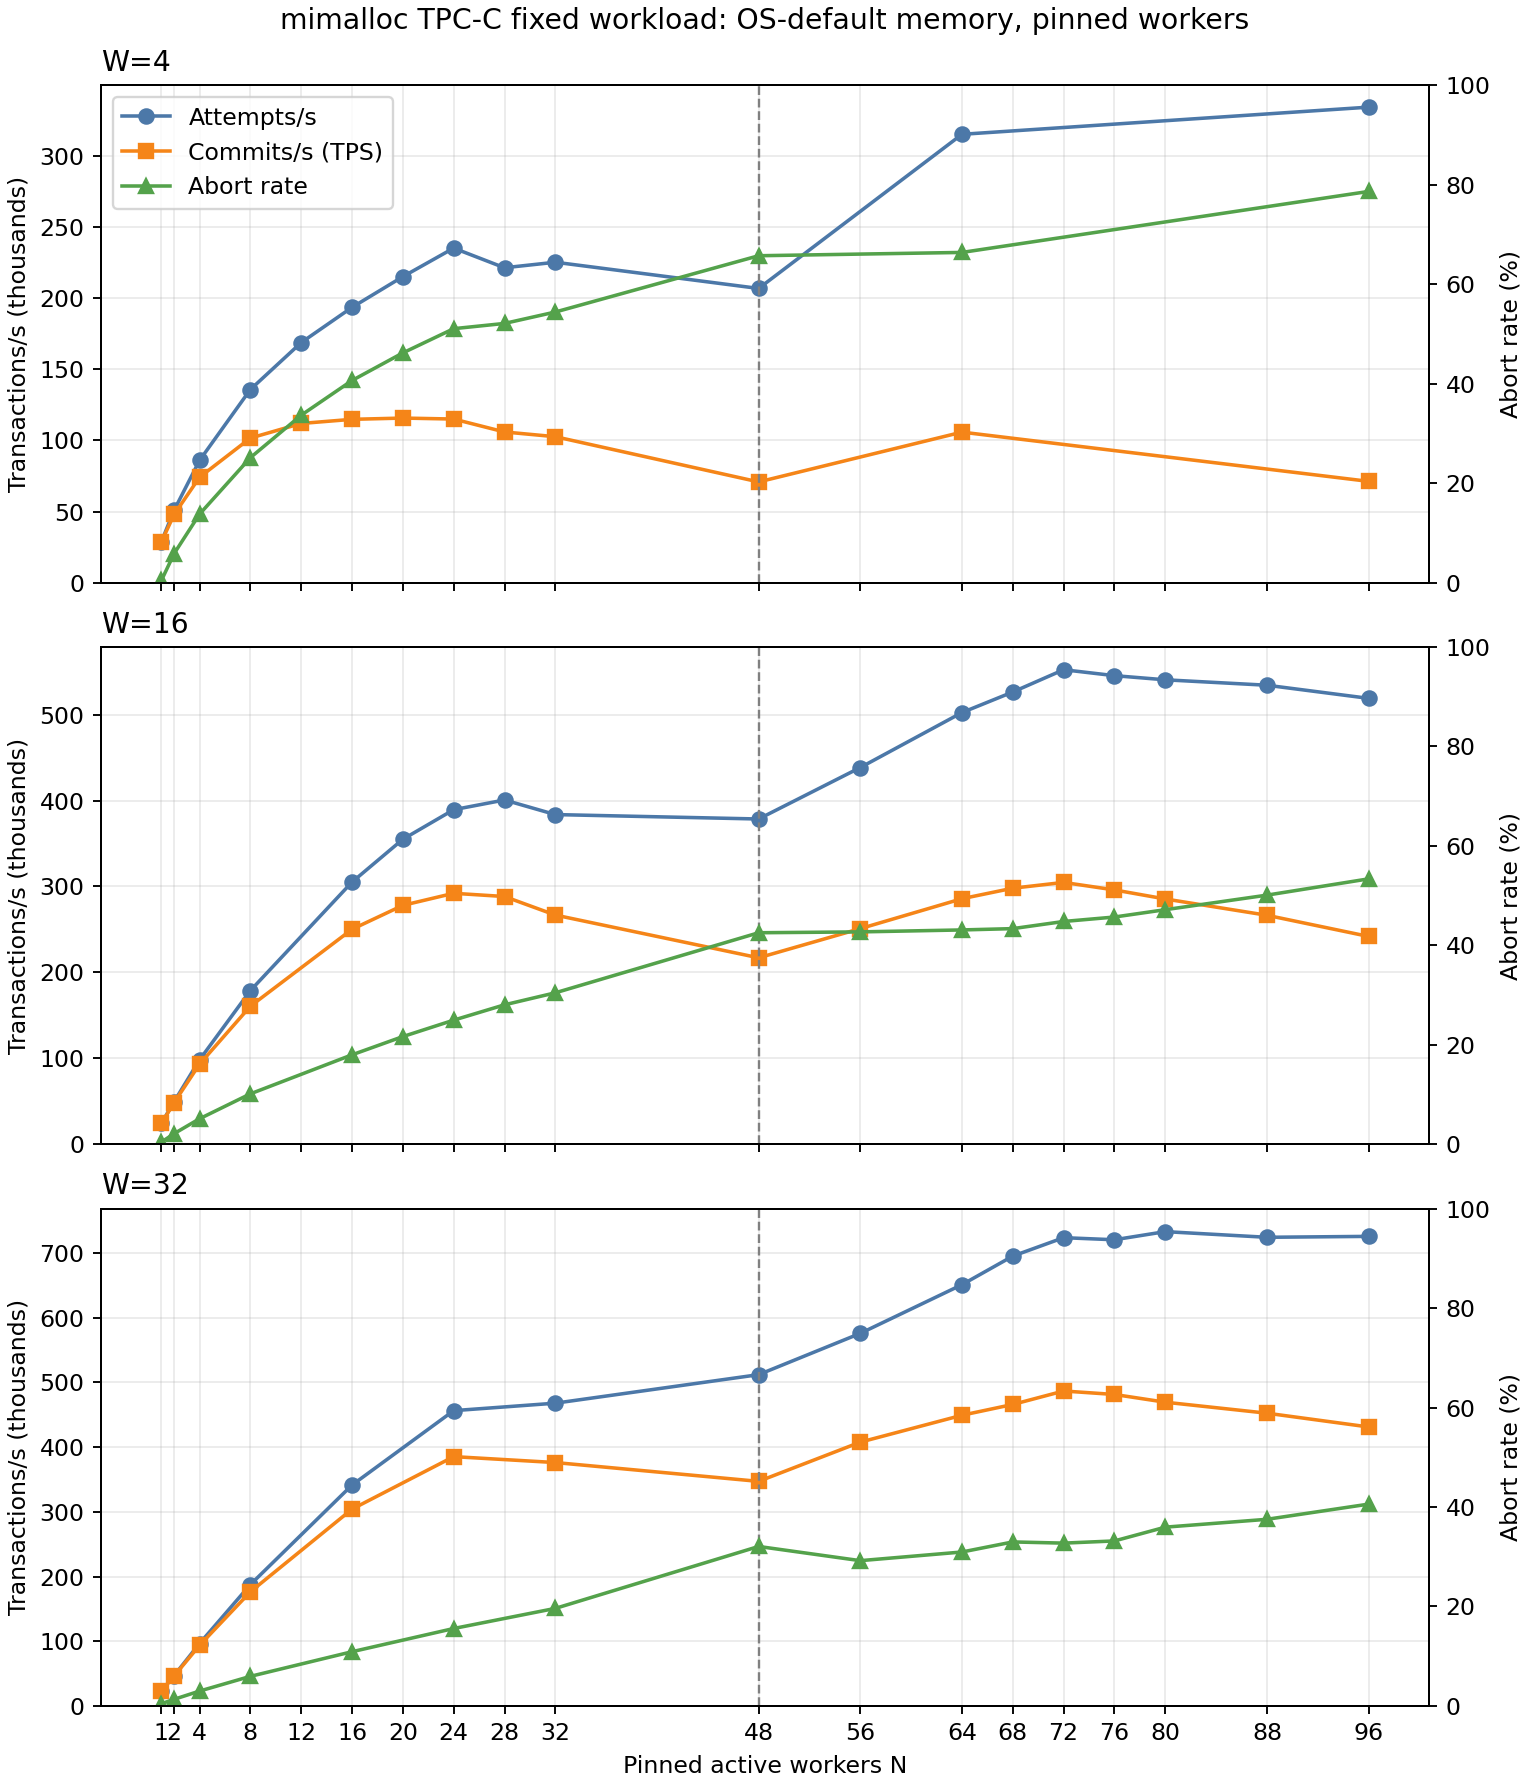 mimalloc TPC-C fixed workload: OS-default memory, pinned workers
W=4
Attempts/s
Commits/s (TPS)
Abort rate
Transactions/s (thousands)
300
250
200
150
100
50
0
100
80
60
40
20
0
Abort rate (%)
W=16
Transactions/s (thousands)
500
400
300
200
100
0
100
80
60
40
20
0
Abort rate (%)
W=32
Transactions/s (thousands)
700
600
500
400
300
200
100
0
100
80
60
40
20
0
Abort rate (%)
1 2 4 8 12 16 20 24 28 32 48 56 64 68 72 76 80 88 96
Pinned active workers N